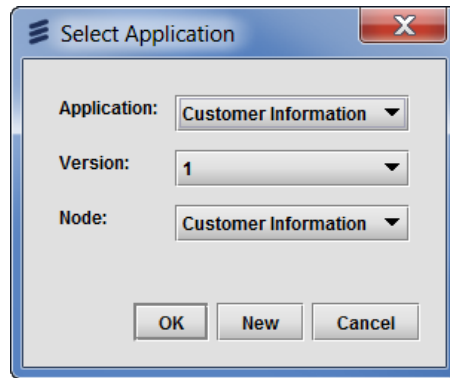 Select Application
Application: Customer Information
Version: 1
Node: Customer Information
OK New Cancel